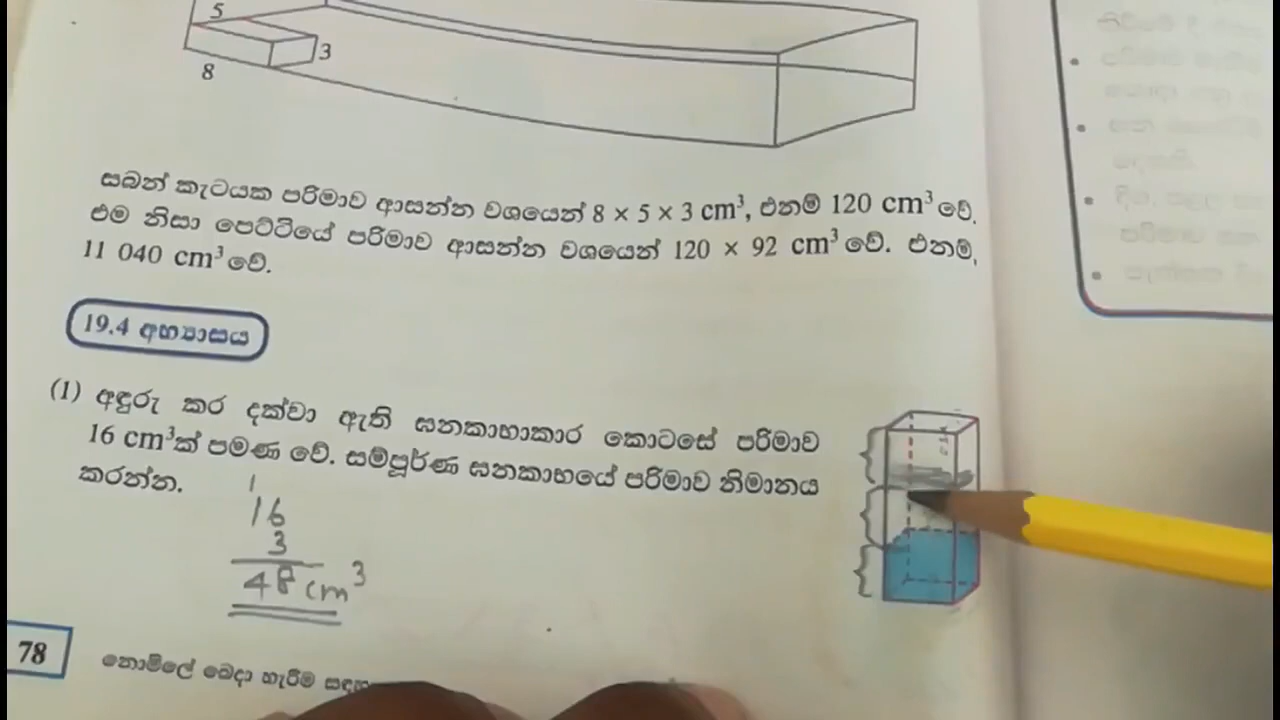 5
3
8
සබන් කැටයක පරිමාව ආසන්න වශයෙන් 8 × 5 × 3 cm³, එනම් 120 cm³ වේ.
එම නිසා පෙට්ටියේ පරිමාව ආසන්න වශයෙන් 120 × 92 cm³ වේ. එනම්,
11 040 cm³ වේ.
19.4 අභ්‍යාසය
(1) අඳුරු කර දක්වා ඇති ඝනකාභාකාර කොටසේ පරිමාව
16 cm³ක් පමණ වේ. සම්පූර්ණ ඝනකාභයේ පරිමාව නිමානය
කරන්න.
1
16
3
48 cm³
78
නොමිලේ බෙදා හැරීම